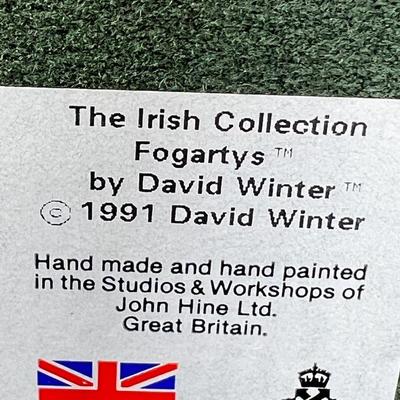 The Irish Collection
Fogartys™
by David Winter™
© 1991 David Winter
Hand made and hand painted
in the Studios & Workshops of
John Hine Ltd.
Great Britain.